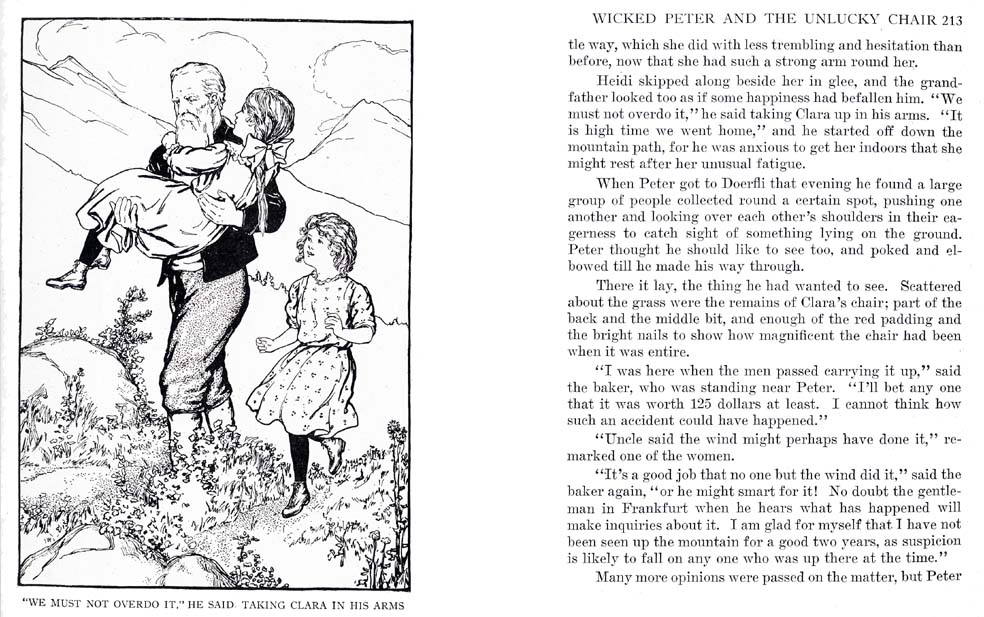 "WE MUST NOT OVERDO IT," HE SAID. TAKING CLARA IN HIS ARMS
WICKED PETER AND THE UNLUCKY CHAIR 213
tle way, which she did with less trembling and hesitation than
before, now that she had such a strong arm round her.
Heidi skipped along beside her in glee, and the grand-
father looked too as if some happiness had befallen him. "We
must not overdo it," he said taking Clara up in his arms. "It
is high time we went home," and he started off down the
mountain path, for he was anxious to get her indoors that she
might rest after her unusual fatigue.
When Peter got to Doerfli that evening he found a large
group of people collected round a certain spot, pushing one
another and looking over each other's shoulders in their ea-
gerness to catch sight of something lying on the ground.
Peter thought he should like to see too, and poked and el-
bowed till he made his way through.
There it lay, the thing he had wanted to see. Scattered
about the grass were the remains of Clara's chair; part of the
back and the middle bit, and enough of the red padding and
the bright nails to show how magnificent the chair had been
when it was entire.
"I was here when the men passed carrying it up," said
the baker, who was standing near Peter. "I'll bet any one
that it was worth 125 dollars at least. I cannot think how
such an accident could have happened."
"Uncle said the wind might perhaps have done it," re-
marked one of the women.
"It's a good job that no one but the wind did it," said the
baker again, "or he might smart for it! No doubt the gentle-
man in Frankfurt when he hears what has happened will
make inquiries about it. I am glad for myself that I have not
been seen up the mountain for a good two years, as suspicion
is likely to fall on any one who was up there at the time."
Many more opinions were passed on the matter, but Peter